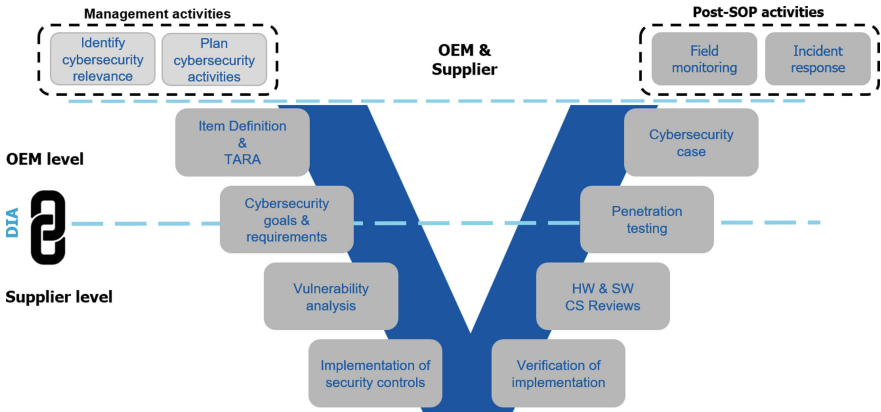 Management activities
Identify
cybersecurity
relevance
Plan
cybersecurity
activities
OEM &
Supplier
Post-SOP activities
Field
monitoring
Incident
response
OEM level
Item Definition
&
TARA
Cybersecurity
case
DIA
Cybersecurity
goals &
requirements
Penetration
testing
Supplier level
Vulnerability
analysis
HW & SW
CS Reviews
Implementation of
security controls
Verification of
implementation